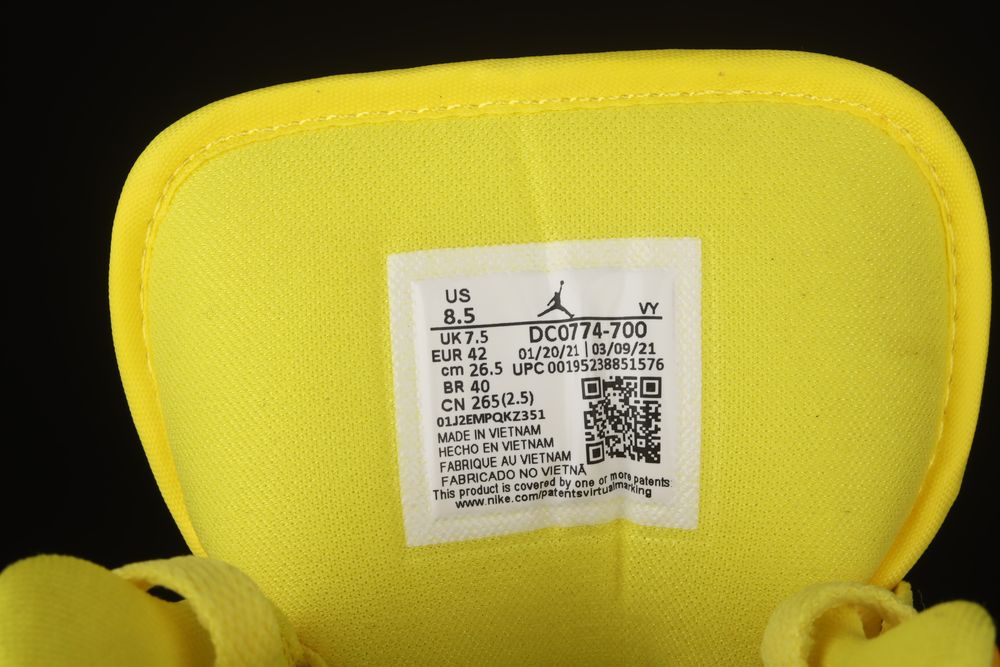 US
8.5 VY
UK 7.5 DC0774-700
EUR 42 01/20/21 | 03/09/21
cm 26.5 UPC 00195238851576
BR 40
CN 265(2.5)
01J2EMPQKZ351
MADE IN VIETNAM
HECHO EN VIETNAM
FABRIQUE AU VIETNAM
FABRICADO NO VIETNÃ
This product is covered by one or more patents
www.nike.com/patentsvirtualmarking